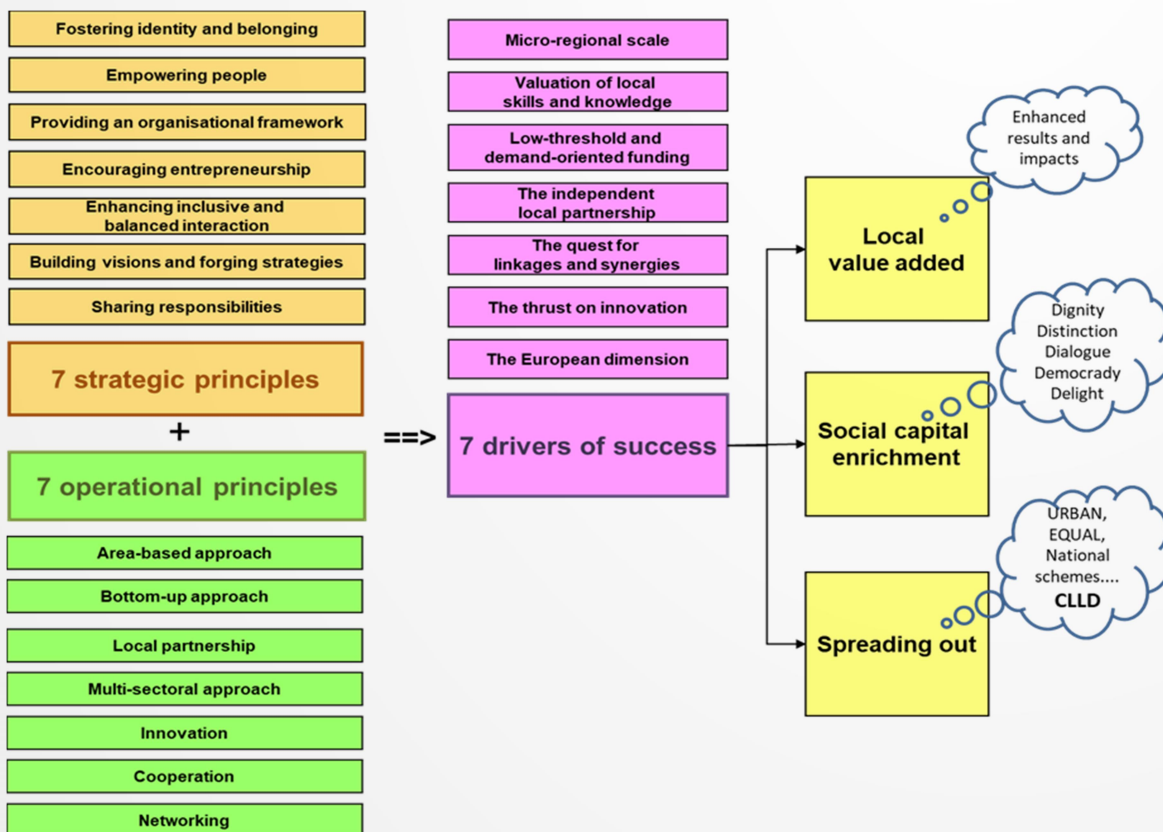 Fostering identity and belonging
Empowering people
Providing an organisational framework
Encouraging entrepreneurship
Enhancing inclusive and
balanced interaction
Building visions and forging strategies
Sharing responsibilities
7 strategic principles
+
7 operational principles
Area-based approach
Bottom-up approach
Local partnership
Multi-sectoral approach
Innovation
Cooperation
Networking
==>
Micro-regional scale
Valuation of local
skills and knowledge
Low-threshold and
demand-oriented funding
The independent
local partnership
The quest for
linkages and synergies
The thrust on innovation
The European dimension
7 drivers of success
Local
value added
Enhanced
results and
impacts
Social capital
enrichment
Dignity
Distinction
Dialogue
Democrady
Delight
Spreading out
URBAN,
EQUAL,
National
schemes....
CLLD